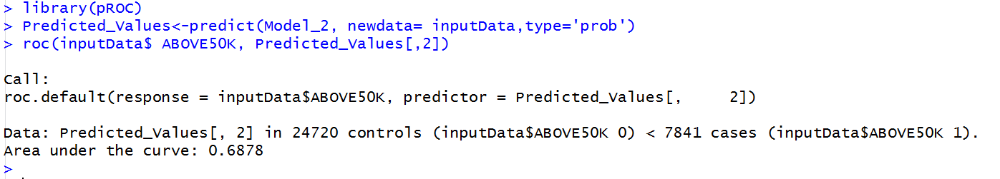 > library(pROC)
> Predicted_Values<-predict(Model_2, newdata= inputData,type='prob')
> roc(inputData$ ABOVE50K, Predicted_Values[,2])
Call:
roc.default(response = inputData$ABOVE50K, predictor = Predicted_Values[,     2])
Data: Predicted_Values[, 2] in 24720 controls (inputData$ABOVE50K 0) < 7841 cases (inputData$ABOVE50K 1).
Area under the curve: 0.6878
>